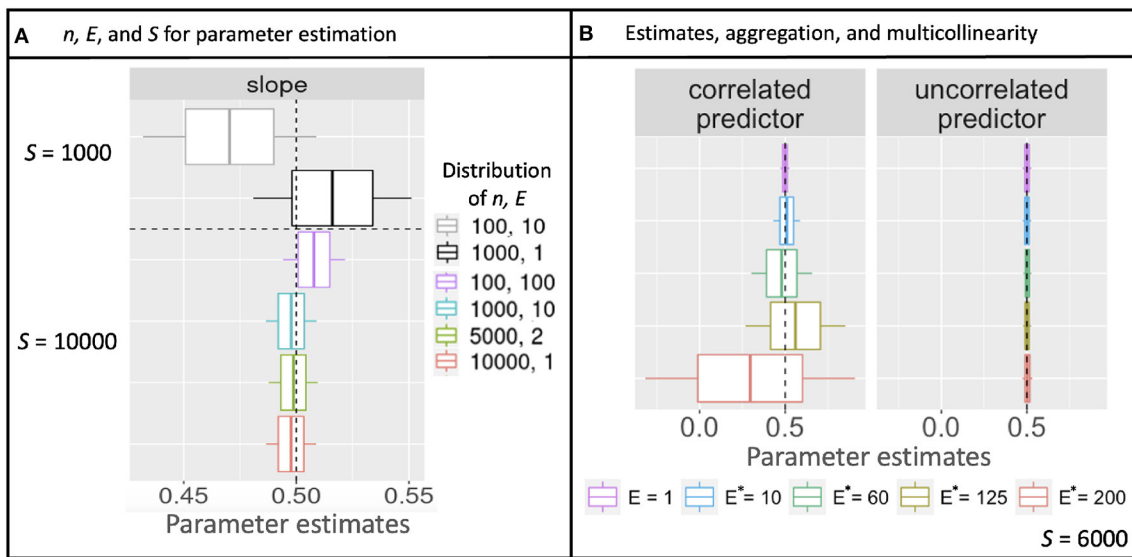 A n, E, and S for parameter estimation
slope
S = 1000
S = 10000
Distribution
of n, E
100, 10
1000, 1
100, 100
1000, 10
5000, 2
10000, 1
0.45 0.50 0.55
Parameter estimates
B Estimates, aggregation, and multicollinearity
correlated
predictor
uncorrelated
predictor
0.0 0.5 0.0 0.5
Parameter estimates
E = 1 E*= 10 E*= 60 E*= 125 E*= 200
S = 6000